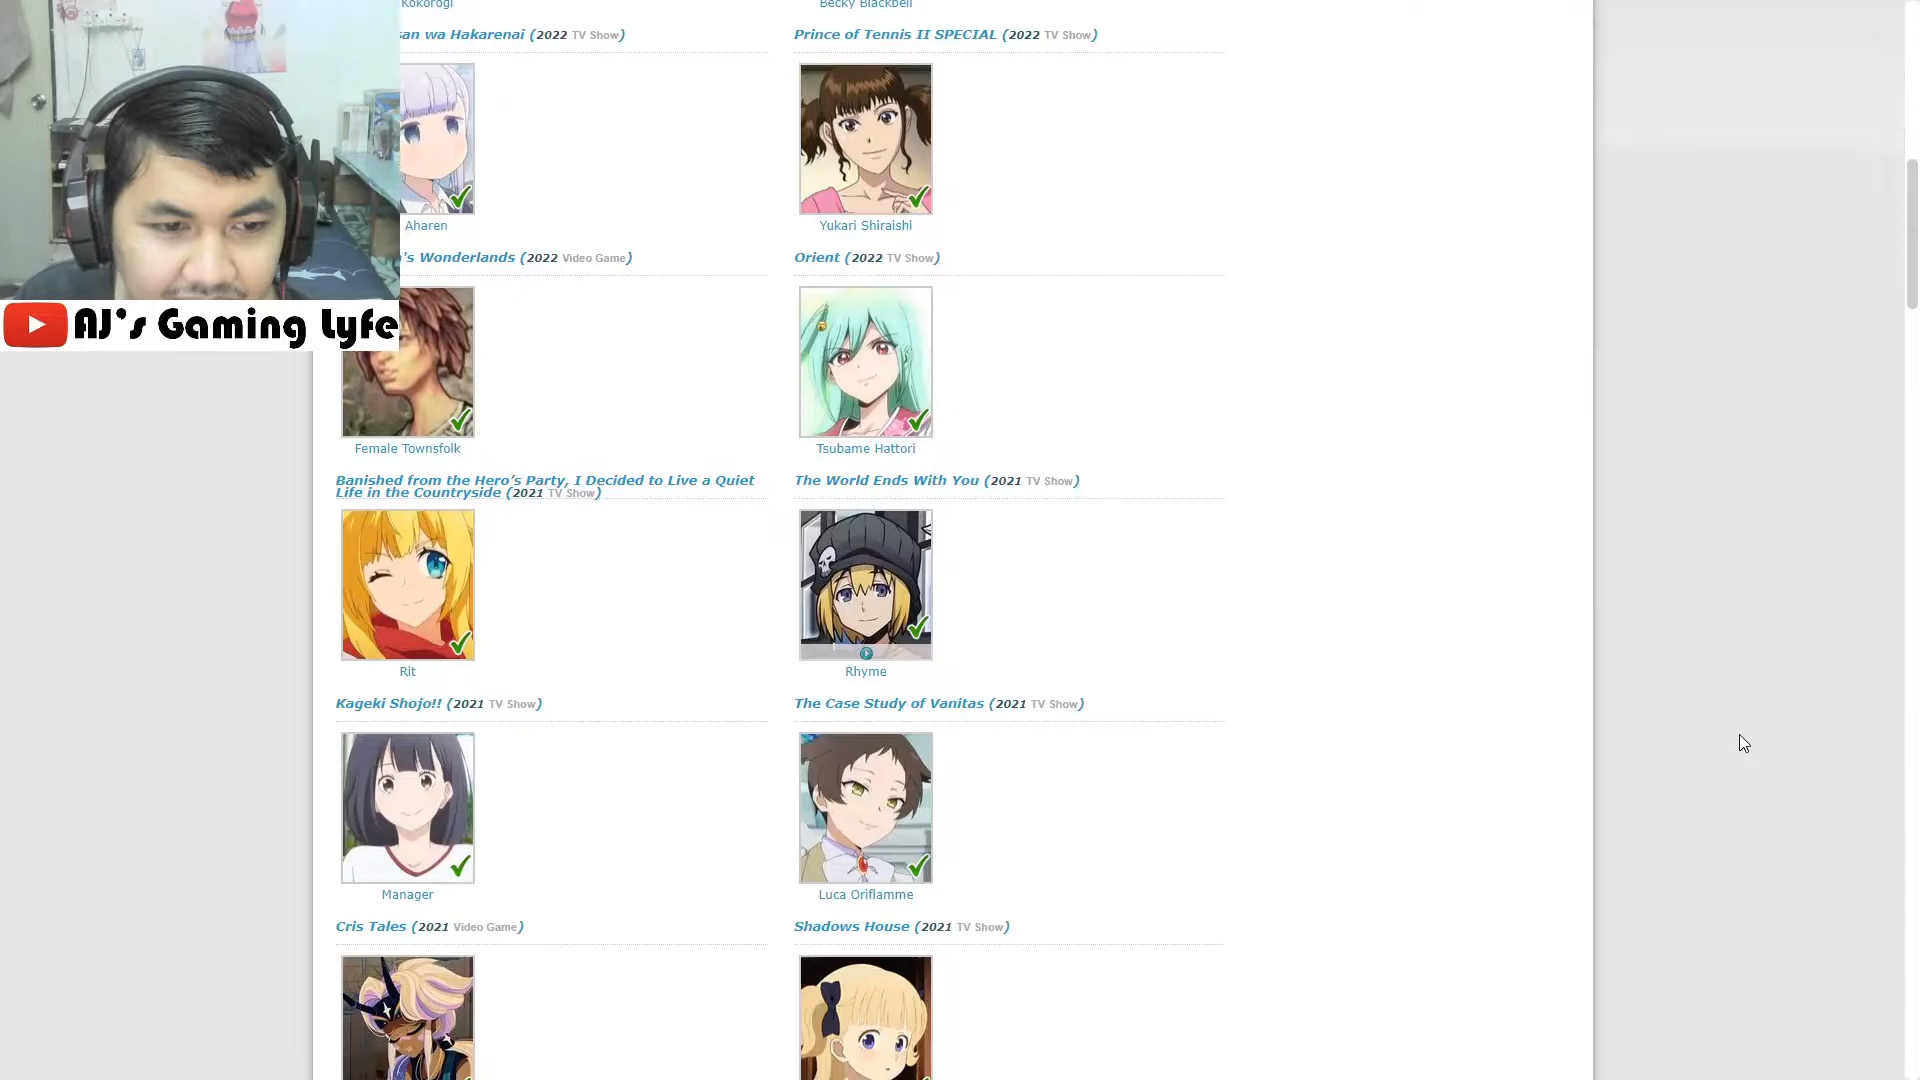 Kokorogi
Becky Blackbell
san wa Hakarenai (2022 TV Show)
Prince of Tennis II SPECIAL (2022 TV Show)
Aharen
Yukari Shiraishi
's Wonderlands (2022 Video Game)
Orient (2022 TV Show)
AJ's Gaming Lyfe
Female Townsfolk
Tsubame Hattori
Banished from the Hero’s Party, I Decided to Live a Quiet
Life in the Countryside (2021 TV Show)
The World Ends With You (2021 TV Show)
Rit
Rhyme
Kageki Shojo!! (2021 TV Show)
The Case Study of Vanitas (2021 TV Show)
Manager
Luca Oriflamme
Cris Tales (2021 Video Game)
Shadows House (2021 TV Show)